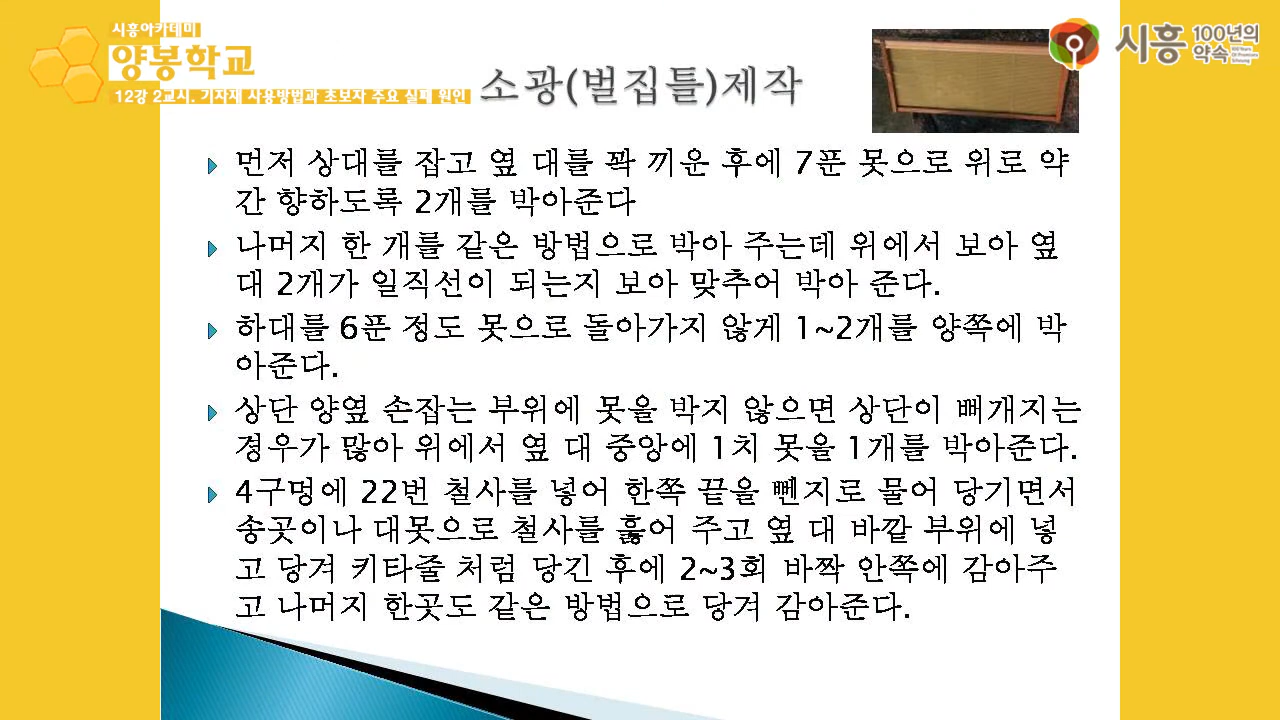 시흥아카데미
양봉학교
12강 2교시. 기자재 사용방법과 초보자 주요 실패 원인
시흥 100년의 약속
소광(벌집틀)제작
먼저 상대를 잡고 옆 대를 꽉 끼운 후에 7푼 못으로 위로 약
간 향하도록 2개를 박아준다
나머지 한 개를 같은 방법으로 박아 주는데 위에서 보아 옆
대 2개가 일직선이 되는지 보아 맞추어 박아 준다.
하대를 6푼 정도 못으로 돌아가지 않게 1~2개를 양쪽에 박
아준다.
상단 양옆 손잡는 부위에 못을 박지 않으면 상단이 뻐개지는
경우가 많아 위에서 옆 대 중앙에 1치 못을 1개를 박아준다.
4구멍에 22번 철사를 넣어 한쪽 끝을 뻰지로 물어 당기면서
송곳이나 대못으로 철사를 훓어 주고 옆 대 바깥 부위에 넣
고 당겨 키타줄 처럼 당긴 후에 2~3회 바짝 안쪽에 감아주
고 나머지 한곳도 같은 방법으로 당겨 감아준다.